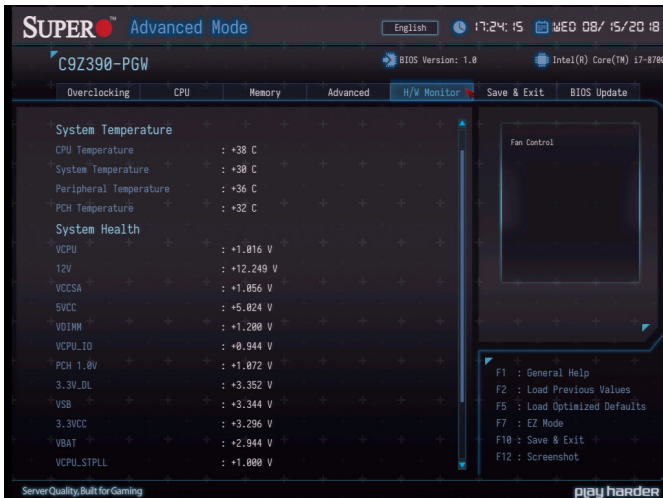 SUPER™ Advanced Mode
English
17:24:15
WED 08/15/2018
C9Z390-PGW
BIOS Version: 1.0
Intel(R) Core(TM) i7-870
Overclocking CPU Memory Advanced H/W Monitor Save & Exit BIOS Update
System Temperature
CPU Temperature : +38 C
System Temperature : +30 C
Peripheral Temperature : +36 C
PCH Temperature : +32 C
System Health
VCPU : +1.016 V
12V : +12.249 V
VCCSA : +1.056 V
5VCC : +5.024 V
VDIMM : +1.200 V
VCPU_IO : +0.944 V
PCH 1.0V : +1.072 V
3.3V_DL : +3.352 V
VSB : +3.344 V
3.3VCC : +3.296 V
VBAT : +2.944 V
VCPU_STPLL : +1.000 V
Fan Control
F1 : General Help
F2 : Load Previous Values
F5 : Load Optimized Defaults
F7 : EZ Mode
F10 : Save & Exit
F12 : Screenshot
Server Quality, Built for Gaming
play harder